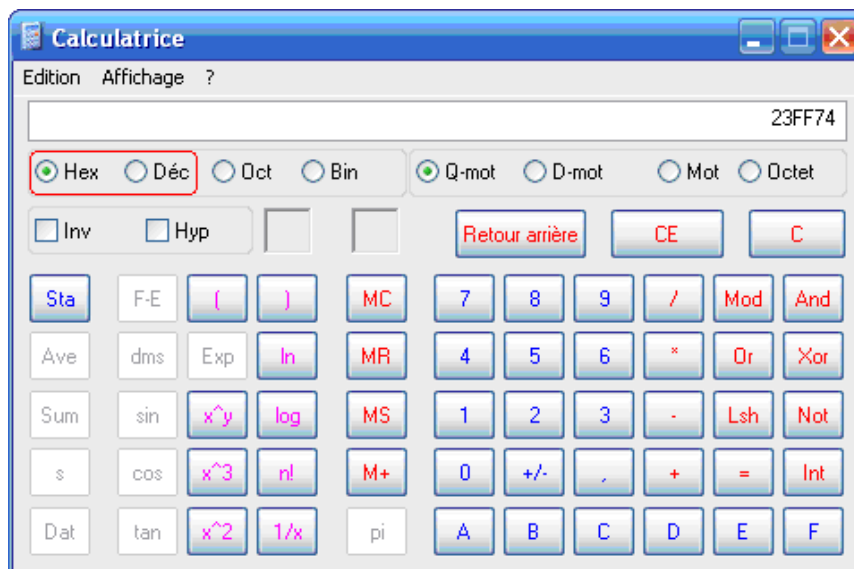 Calculatrice
Edition Affichage ?
23FF74
Hex Déc Oct Bin Q-mot D-mot Mot Octet
Inv Hyp Retour arrière CE C
Sta F-E ( ) MC 7 8 9 / Mod And
Ave dms Exp ln MR 4 5 6 * Or Xor
Sum sin x^y log MS 1 2 3 - Lsh Not
s cos x^3 n! M+ 0 +/- , + = Int
Dat tan x^2 1/x pi A B C D E F